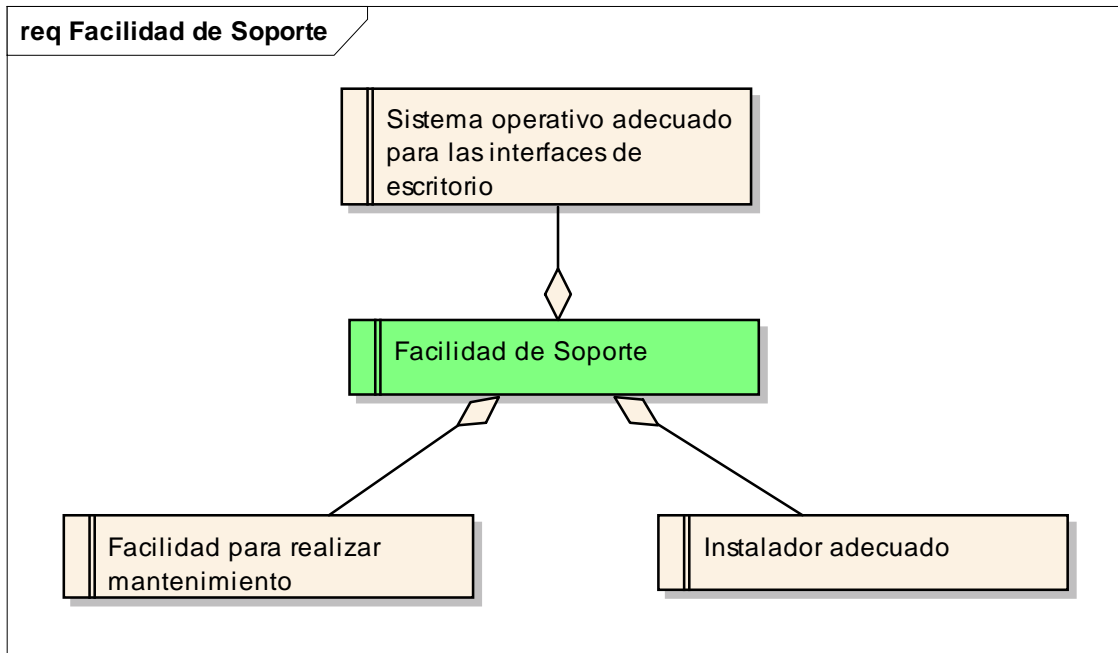 req Facilidad de Soporte
Sistema operativo adecuado
para las interfaces de
escritorio
Facilidad de Soporte
Facilidad para realizar
mantenimiento
Instalador adecuado